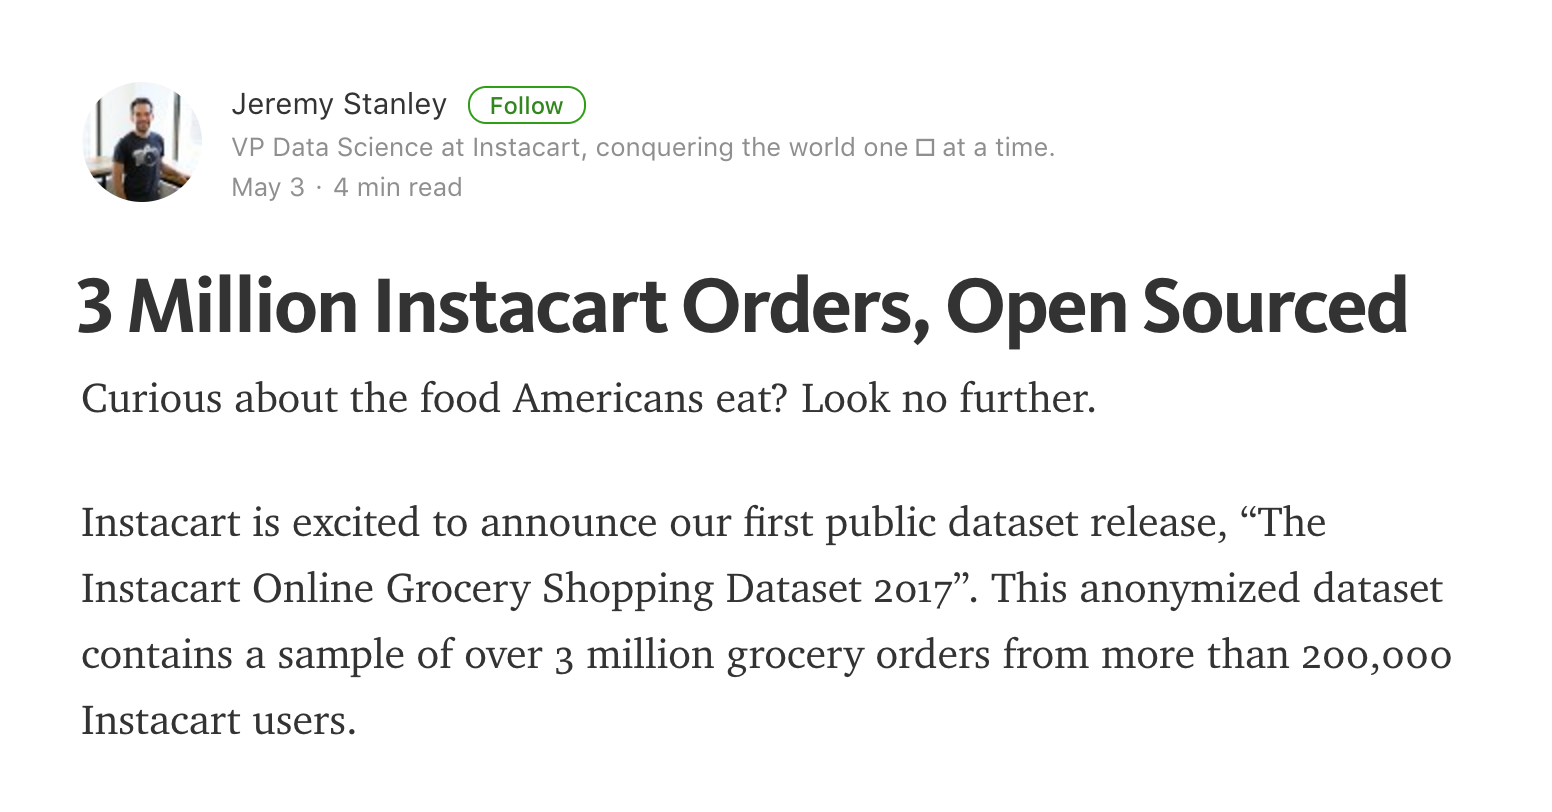 Jeremy Stanley Follow
VP Data Science at Instacart, conquering the world one □ at a time.
May 3 · 4 min read
3 Million Instacart Orders, Open Sourced
Curious about the food Americans eat? Look no further.
Instacart is excited to announce our first public dataset release, “The
Instacart Online Grocery Shopping Dataset 2017”. This anonymized dataset
contains a sample of over 3 million grocery orders from more than 200,000
Instacart users.